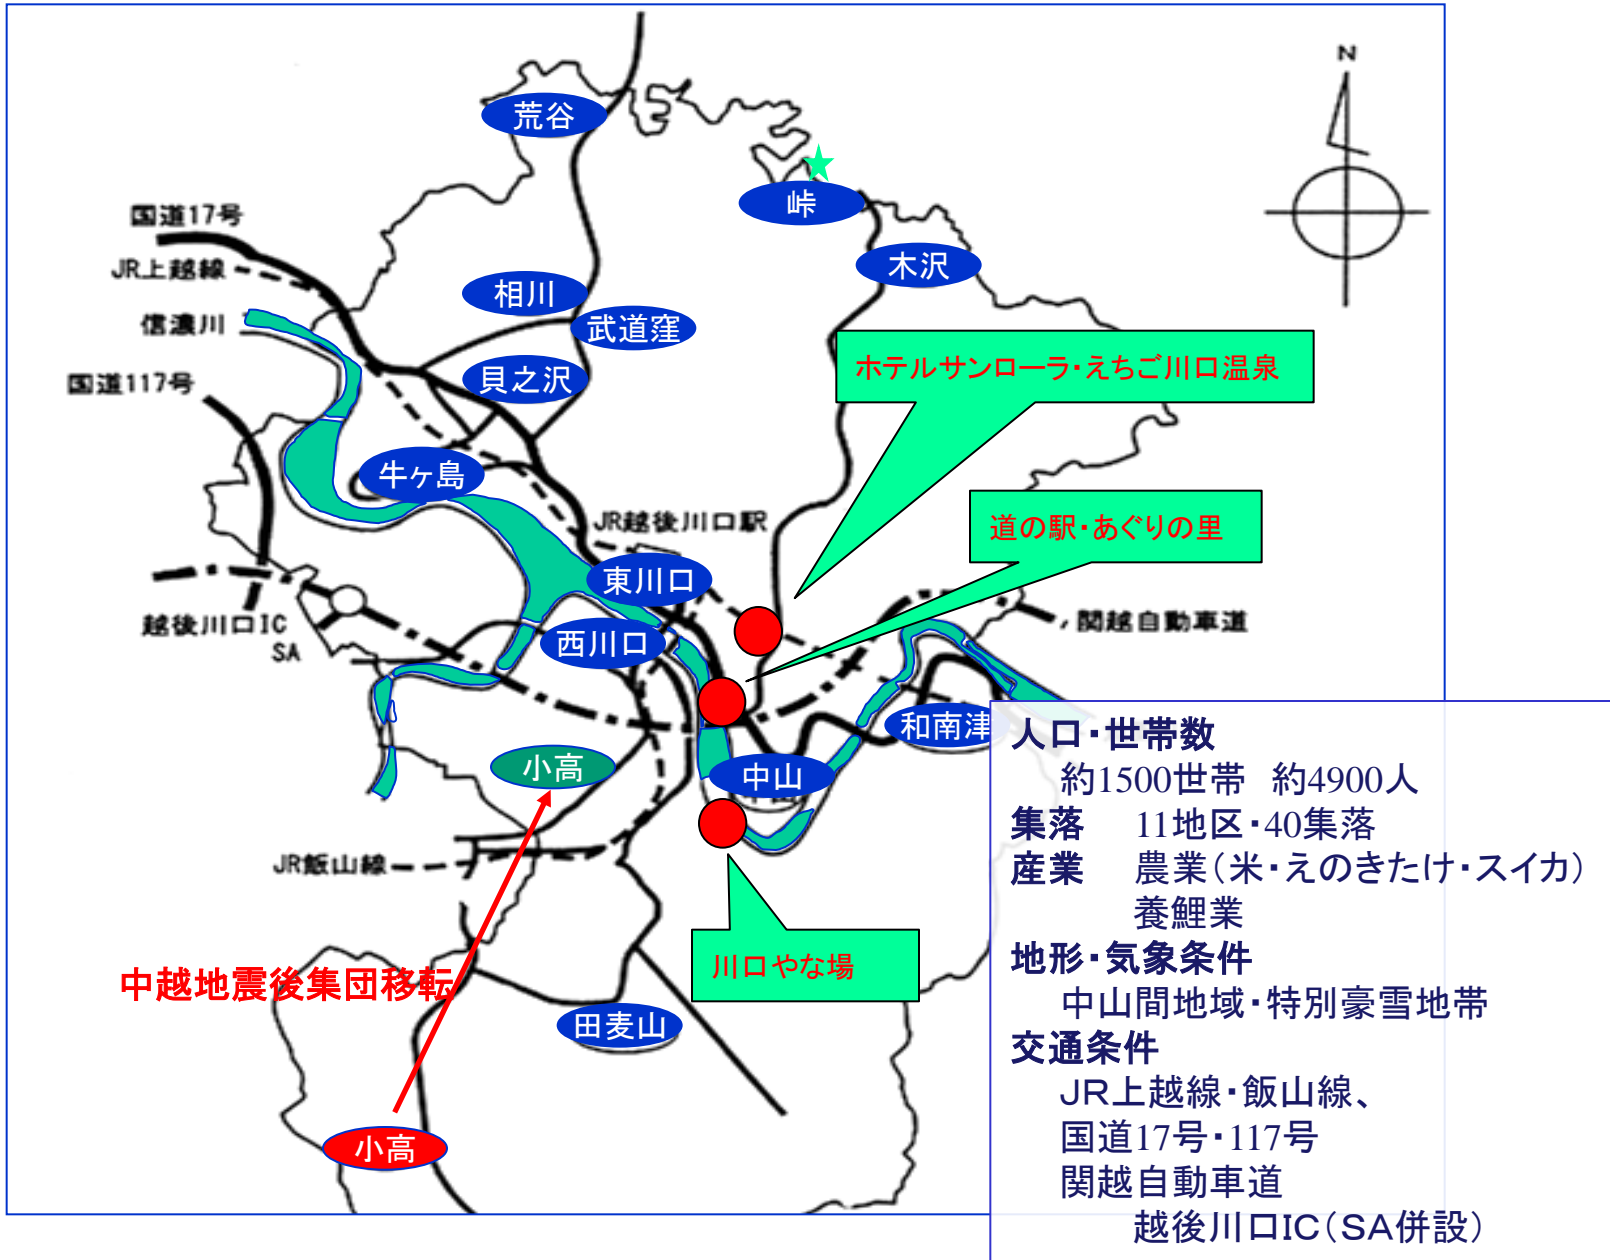 N
荒谷
峠
国道17号
JR上越線
木沢
相川
信濃川
武道窪
ホテルサンローラ・えちご川口温泉
国道117号
貝之沢
牛ヶ島
JR越後川口駅
道の駅・あぐりの里
東川口
越後川口IC
SA
西川口
関越自動車道
和南津
小高
中山
JR飯山線
川口やな場
中越地震後集団移転
田麦山
小高
人口・世帯数
約1500世帯 約4900人
集落 11地区・40集落
産業 農業（米・えのきたけ・スイカ）
養鯉業
地形・気象条件
中山間地域・特別豪雪地帯
交通条件
JR上越線・飯山線、
国道17号・117号
関越自動車道
越後川口IC（SA併設）